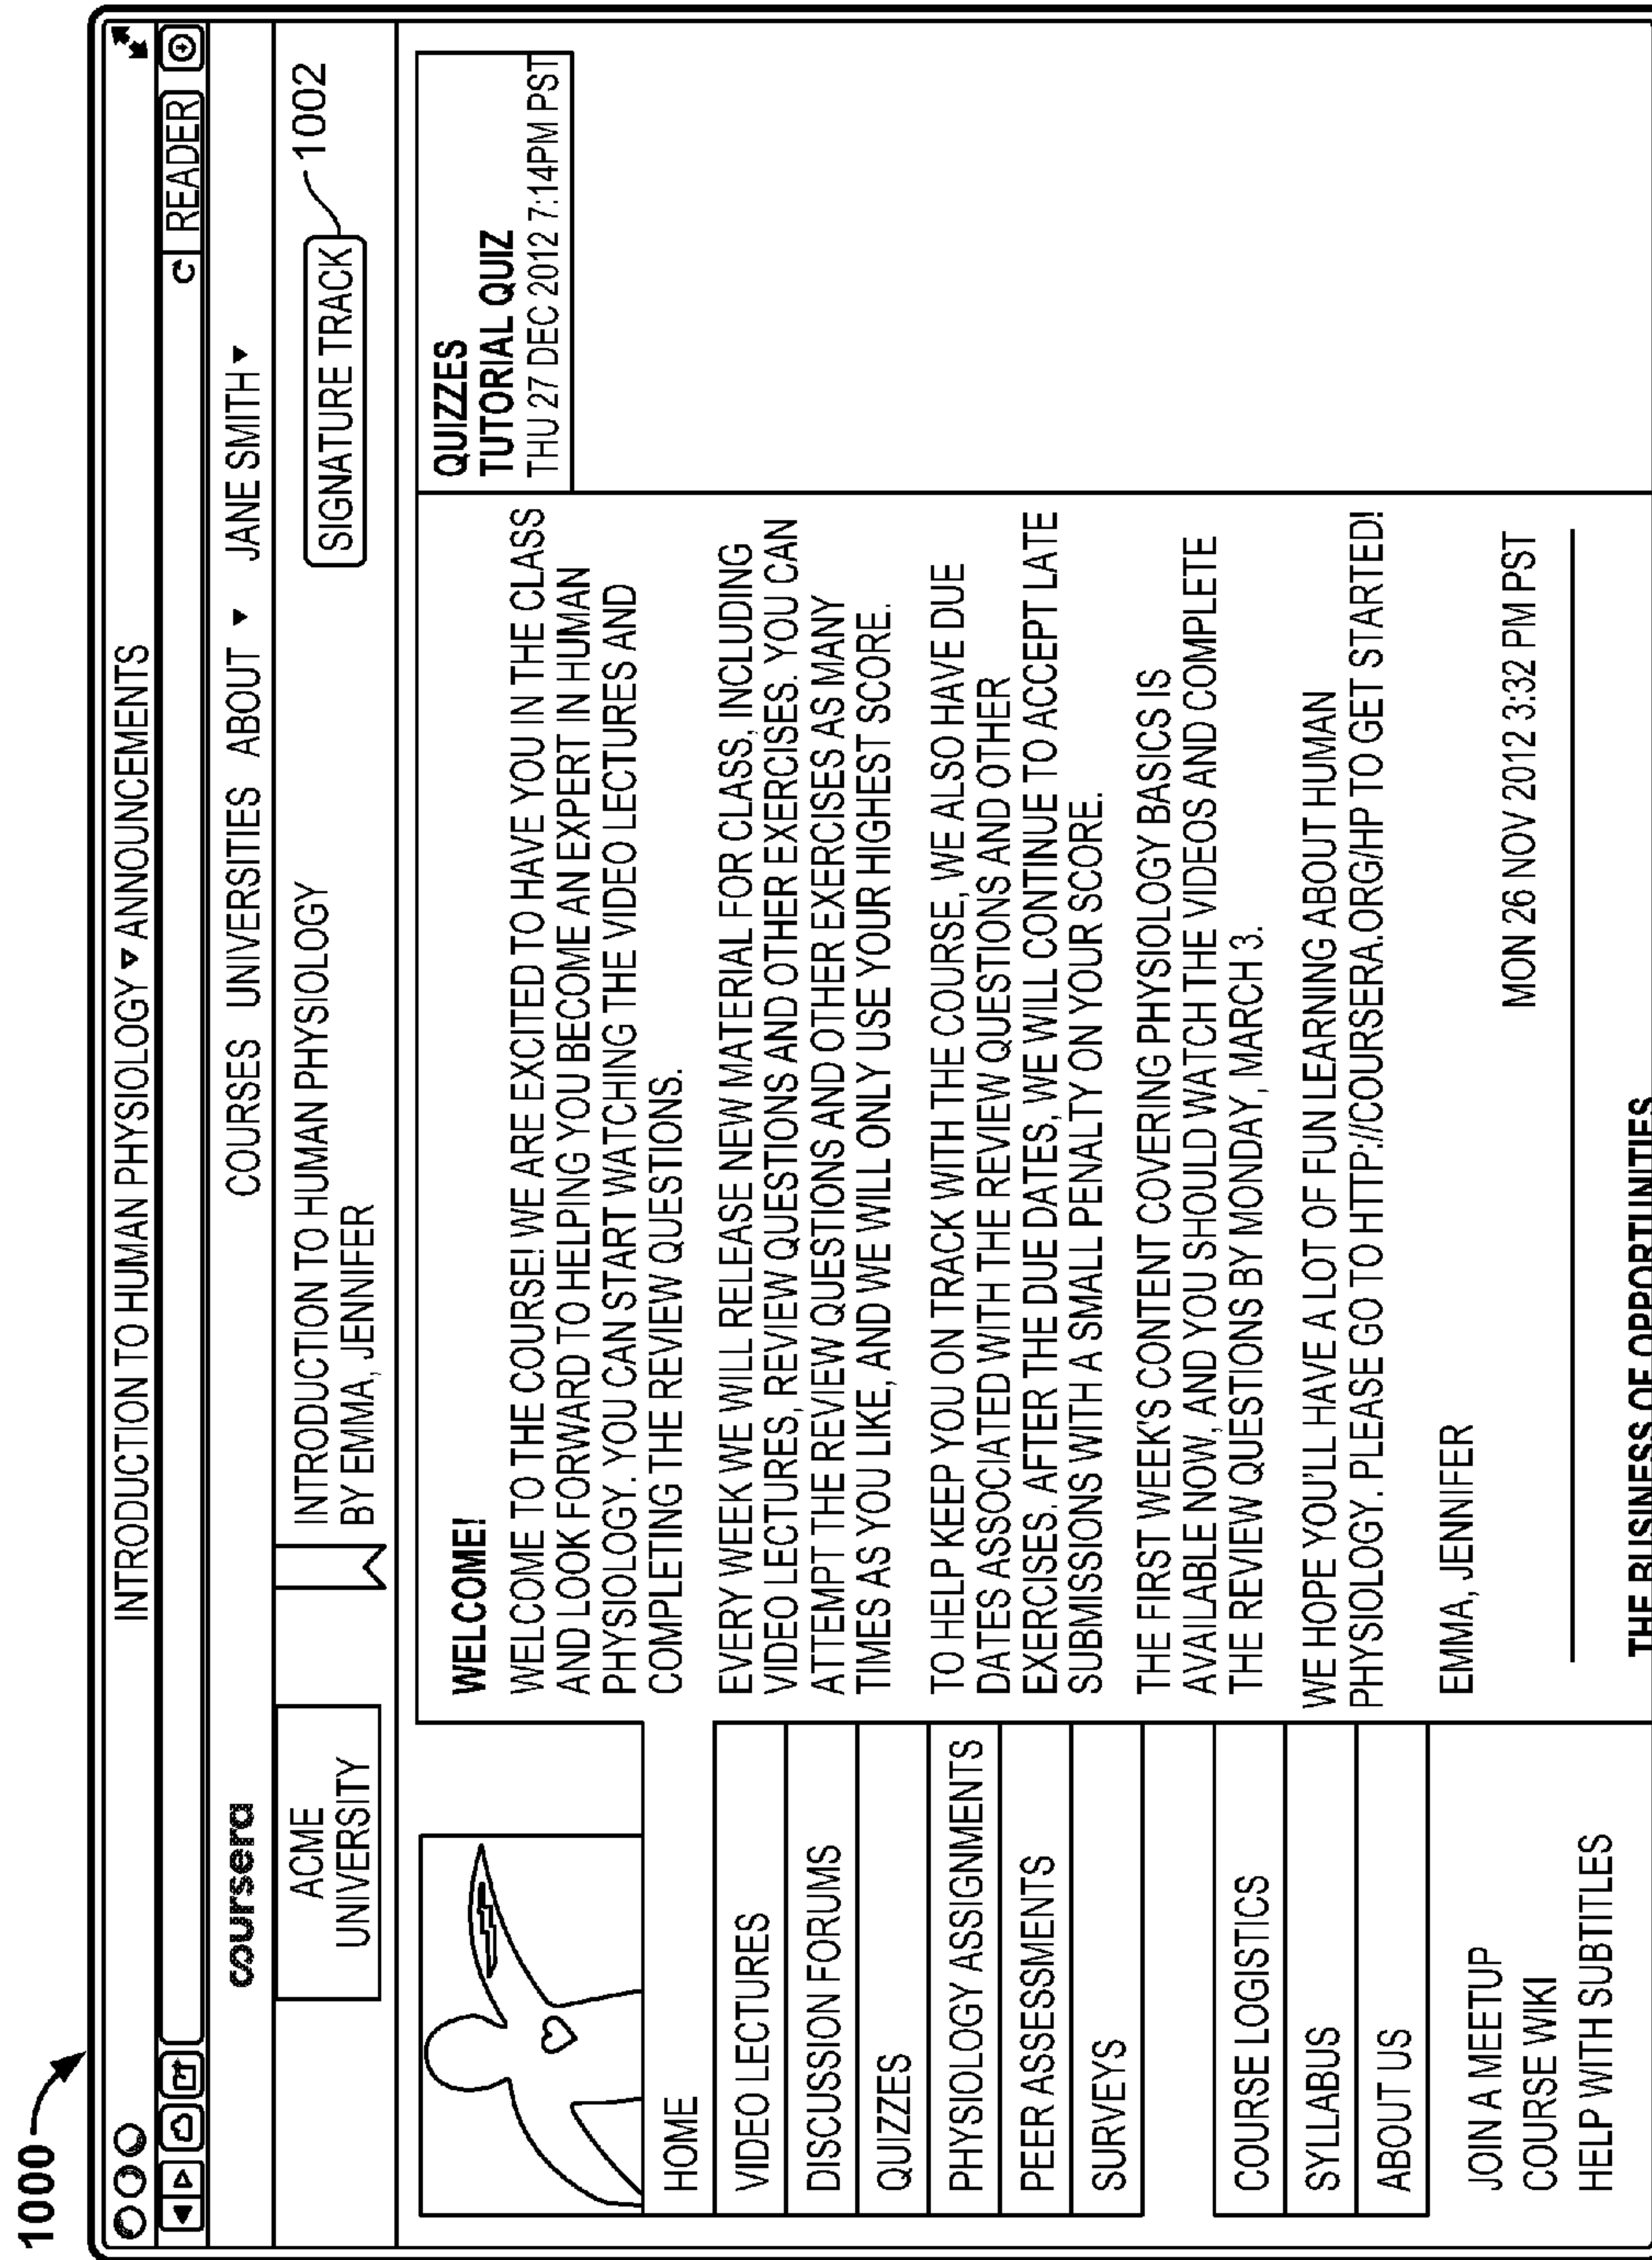 1000
INTRODUCTION TO HUMAN PHYSIOLOGY ▿ ANNOUNCEMENTS
READER
coursera
COURSES UNIVERSITIES ABOUT ▾ JANE SMITH ▾
ACME
UNIVERSITY
INTRODUCTION TO HUMAN PHYSIOLOGY
BY EMMA, JENNIFER
SIGNATURE TRACK
1002
HOME
VIDEO LECTURES
DISCUSSION FORUMS
QUIZZES
PHYSIOLOGY ASSIGNMENTS
PEER ASSESSMENTS
SURVEYS
COURSE LOGISTICS
SYLLABUS
ABOUT US
JOIN A MEETUP
COURSE WIKI
HELP WITH SUBTITLES
WELCOME!
WELCOME TO THE COURSE! WE ARE EXCITED TO HAVE YOU IN THE CLASS
AND LOOK FORWARD TO HELPING YOU BECOME AN EXPERT IN HUMAN
PHYSIOLOGY. YOU CAN START WATCHING THE VIDEO LECTURES AND
COMPLETING THE REVIEW QUESTIONS.
EVERY WEEK WE WILL RELEASE NEW MATERIAL FOR CLASS, INCLUDING
VIDEO LECTURES, REVIEW QUESTIONS AND OTHER EXERCISES. YOU CAN
ATTEMPT THE REVIEW QUESTIONS AND OTHER EXERCISES AS MANY
TIMES AS YOU LIKE, AND WE WILL ONLY USE YOUR HIGHEST SCORE.
TO HELP KEEP YOU ON TRACK WITH THE COURSE, WE ALSO HAVE DUE
DATES ASSOCIATED WITH THE REVIEW QUESTIONS AND OTHER
EXERCISES. AFTER THE DUE DATES, WE WILL CONTINUE TO ACCEPT LATE
SUBMISSIONS WITH A SMALL PENALTY ON YOUR SCORE.
THE FIRST WEEK'S CONTENT COVERING PHYSIOLOGY BASICS IS
AVAILABLE NOW, AND YOU SHOULD WATCH THE VIDEOS AND COMPLETE
THE REVIEW QUESTIONS BY MONDAY, MARCH 3.
WE HOPE YOU'LL HAVE A LOT OF FUN LEARNING ABOUT HUMAN
PHYSIOLOGY. PLEASE GO TO HTTP://COURSERA.ORG/HP TO GET STARTED!
EMMA, JENNIFER
MON 26 NOV 2012 3:32 PM PST
THE BUSINESS OF OPPORTUNITIES
QUIZZES
TUTORIAL QUIZ
THU 27 DEC 2012 7:14PM PST